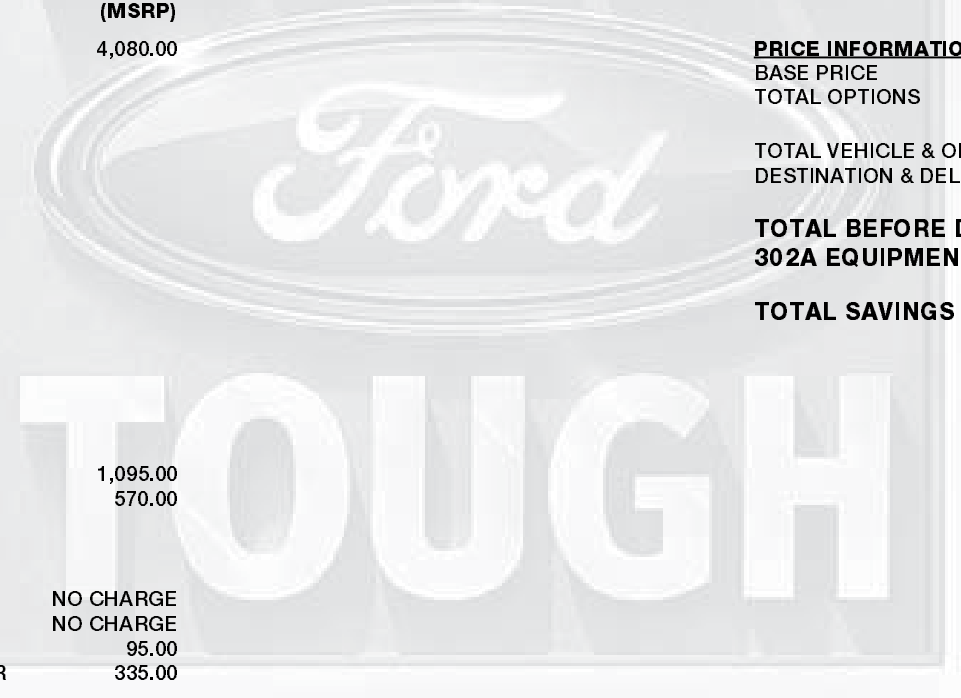 (MSRP)
4,080.00
PRICE INFORMATIO
BASE PRICE
TOTAL OPTIONS
TOTAL VEHICLE & O
DESTINATION & DEL
TOTAL BEFORE D
302A EQUIPMEN
TOTAL SAVINGS
Ford
TOUGH
1,095.00
570.00
NO CHARGE
NO CHARGE
95.00
R 335.00